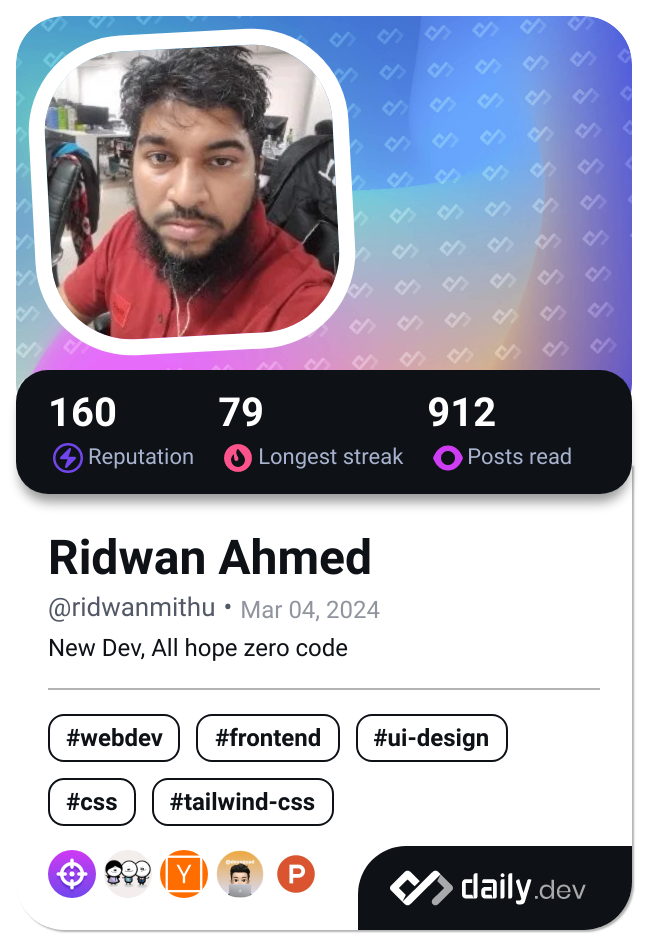 160 79 912
Reputation Longest streak Posts read
Ridwan Ahmed
@ridwanmithu • Mar 04, 2024
New Dev, All hope zero code
#webdev #frontend #ui-design
#css #tailwind-css
Y P
daily.dev